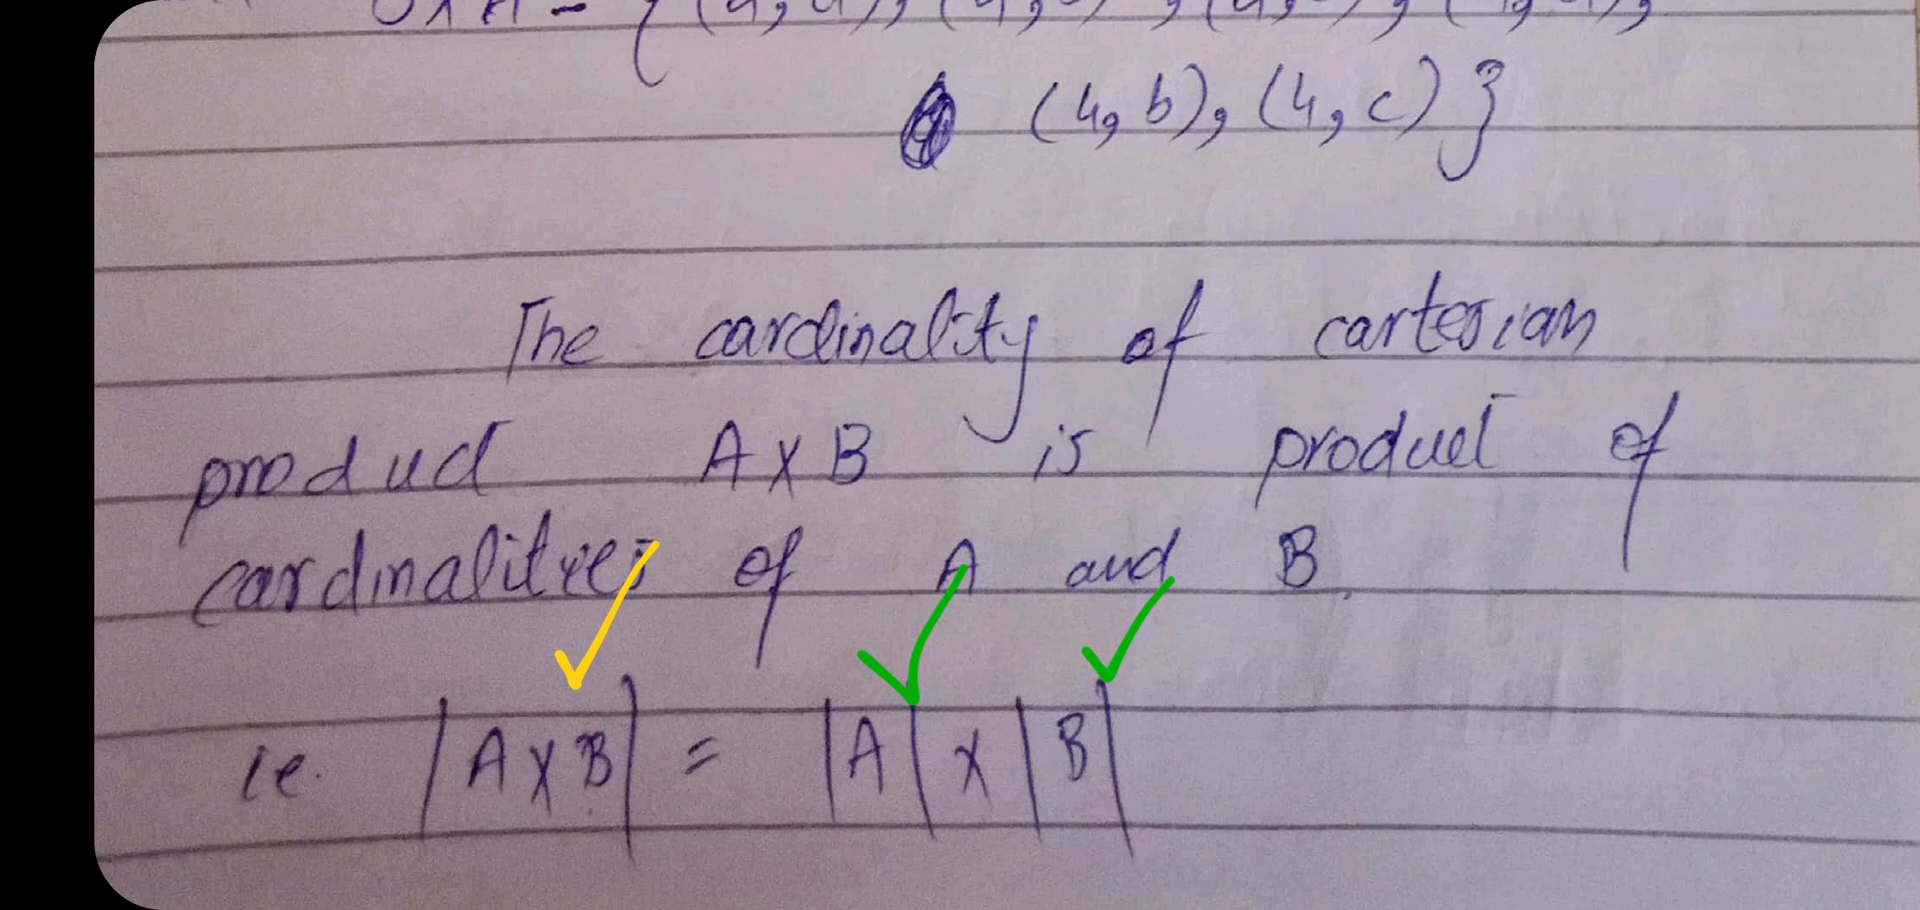 (4, b), (4, c) }
The cardinality of cartesian
product A x B is product of
cardinalities of A and B.
ie. |A x B| = |A| x |B|